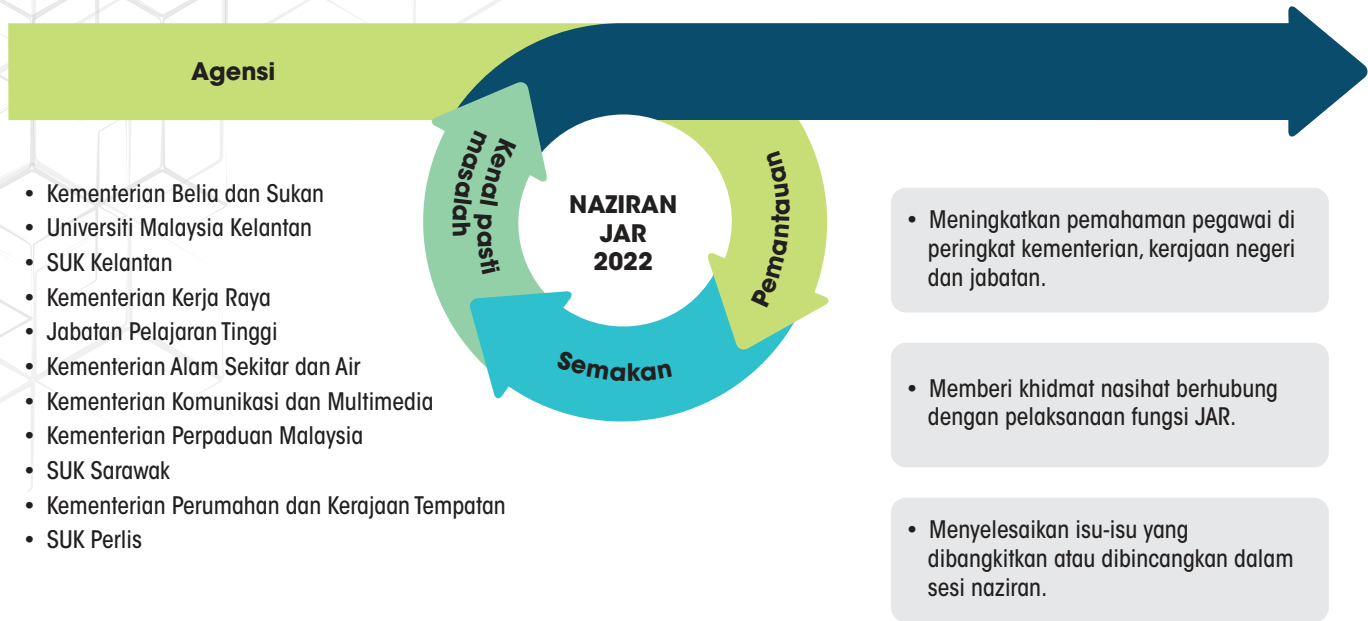 Agensi
• Kementerian Belia dan Sukan
• Universiti Malaysia Kelantan
• SUK Kelantan
• Kementerian Kerja Raya
• Jabatan Pelajaran Tinggi
• Kementerian Alam Sekitar dan Air
• Kementerian Komunikasi dan Multimedia
• Kementerian Perpaduan Malaysia
• SUK Sarawak
• Kementerian Perumahan dan Kerajaan Tempatan
• SUK Perlis
Kenal pasti
masalah
NAZIRAN
JAR
2022
Pemantauan
Semakan
• Meningkatkan pemahaman pegawai di
peringkat kementerian, kerajaan negeri
dan jabatan.
• Memberi khidmat nasihat berhubung
dengan pelaksanaan fungsi JAR.
• Menyelesaikan isu-isu yang
dibangkitkan atau dibincangkan dalam
sesi naziran.